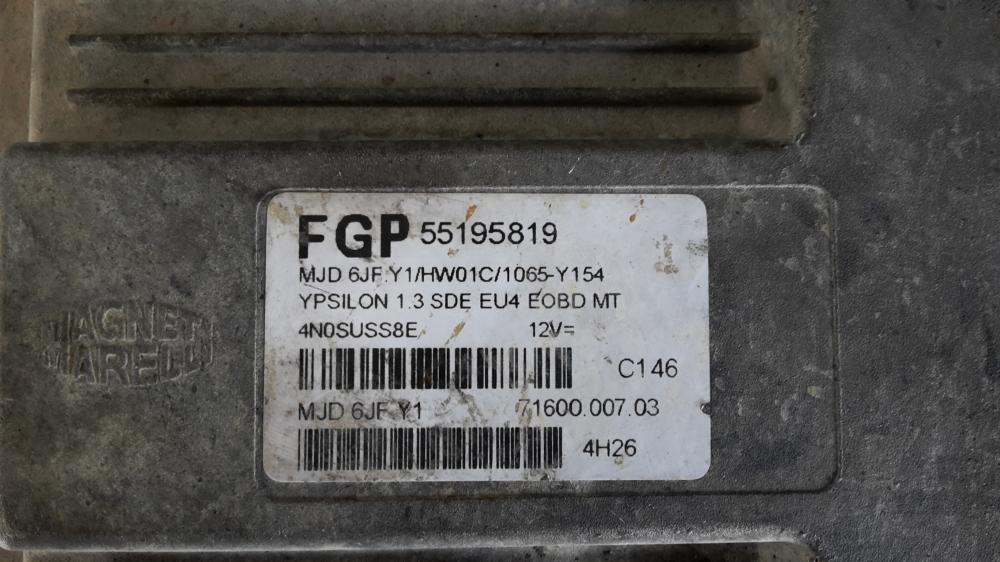 FGP 55195819
MJD 6JF.Y1/HW01C/1065-Y154
YPSILON 1.3 SDE EU4 EOBD MT
4N0SUSS8E 12V=
C146
MJD 6JF Y1 71600.007.03
4H26
MAGNETI
MARELLI